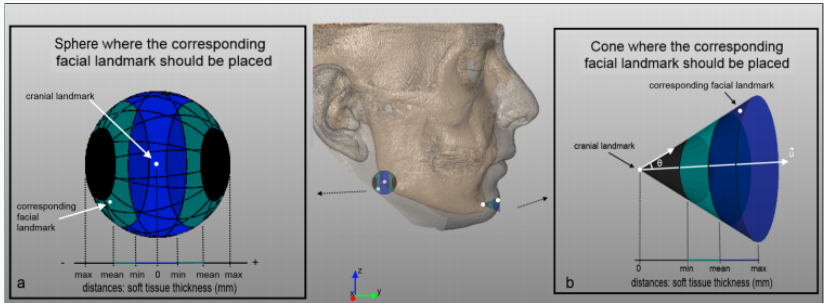 Sphere where the corresponding
facial landmark should be placed
cranial landmark
corresponding
facial
landmark
- +
max mean min 0 min mean max
distances: soft tissue thickness (mm)
a
z
x y
Cone where the corresponding
facial landmark should be placed
corresponding facial landmark
cranial landmark
θ
0 min mean max
distances: soft tissue thickness (mm)
b